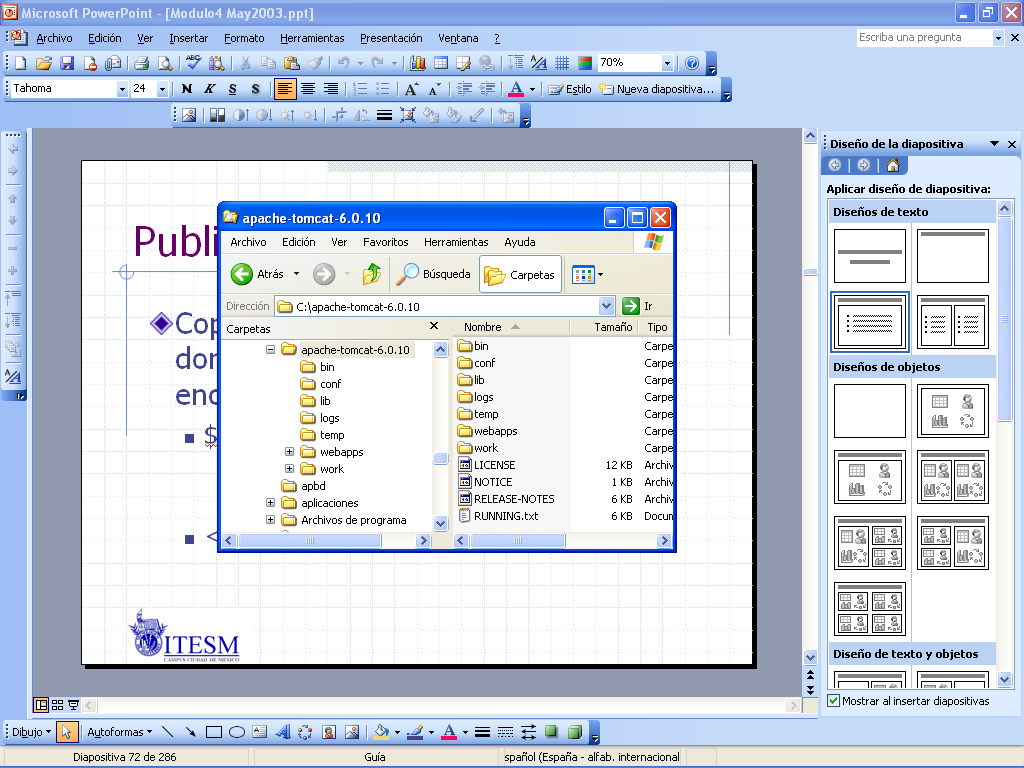 Microsoft PowerPoint - [Modulo4 May2003.ppt]
Archivo Edición Ver Insertar Formato Herramientas Presentación Ventana ? Escriba una pregunta
70%
Tahoma 24 N K S S Estilo Nueva diapositiva...
Diseño de la diapositiva
Aplicar diseño de diapositiva:
Diseños de texto
Diseños de objetos
Diseño de texto y objetos
Mostrar al insertar diapositivas
Publi
Cop
don
enc
$
<
ITESM
CAMPUS CIUDAD DE MEXICO
apache-tomcat-6.0.10
Archivo Edición Ver Favoritos Herramientas Ayuda
Atrás Búsqueda Carpetas
Dirección C:\apache-tomcat-6.0.10 Ir
Carpetas
apache-tomcat-6.0.10
bin
conf
lib
logs
temp
webapps
work
apbd
aplicaciones
Archivos de programa
Nombre Tamaño Tipo
bin Carpe
conf Carpe
lib Carpe
logs Carpe
temp Carpe
webapps Carpe
work Carpe
LICENSE 12 KB Archiv
NOTICE 1 KB Archiv
RELEASE-NOTES 6 KB Archiv
RUNNING.txt 6 KB Docum
Dibujo Autoformas
Diapositiva 72 de 286 Guía spañol (España - alfab. internacional